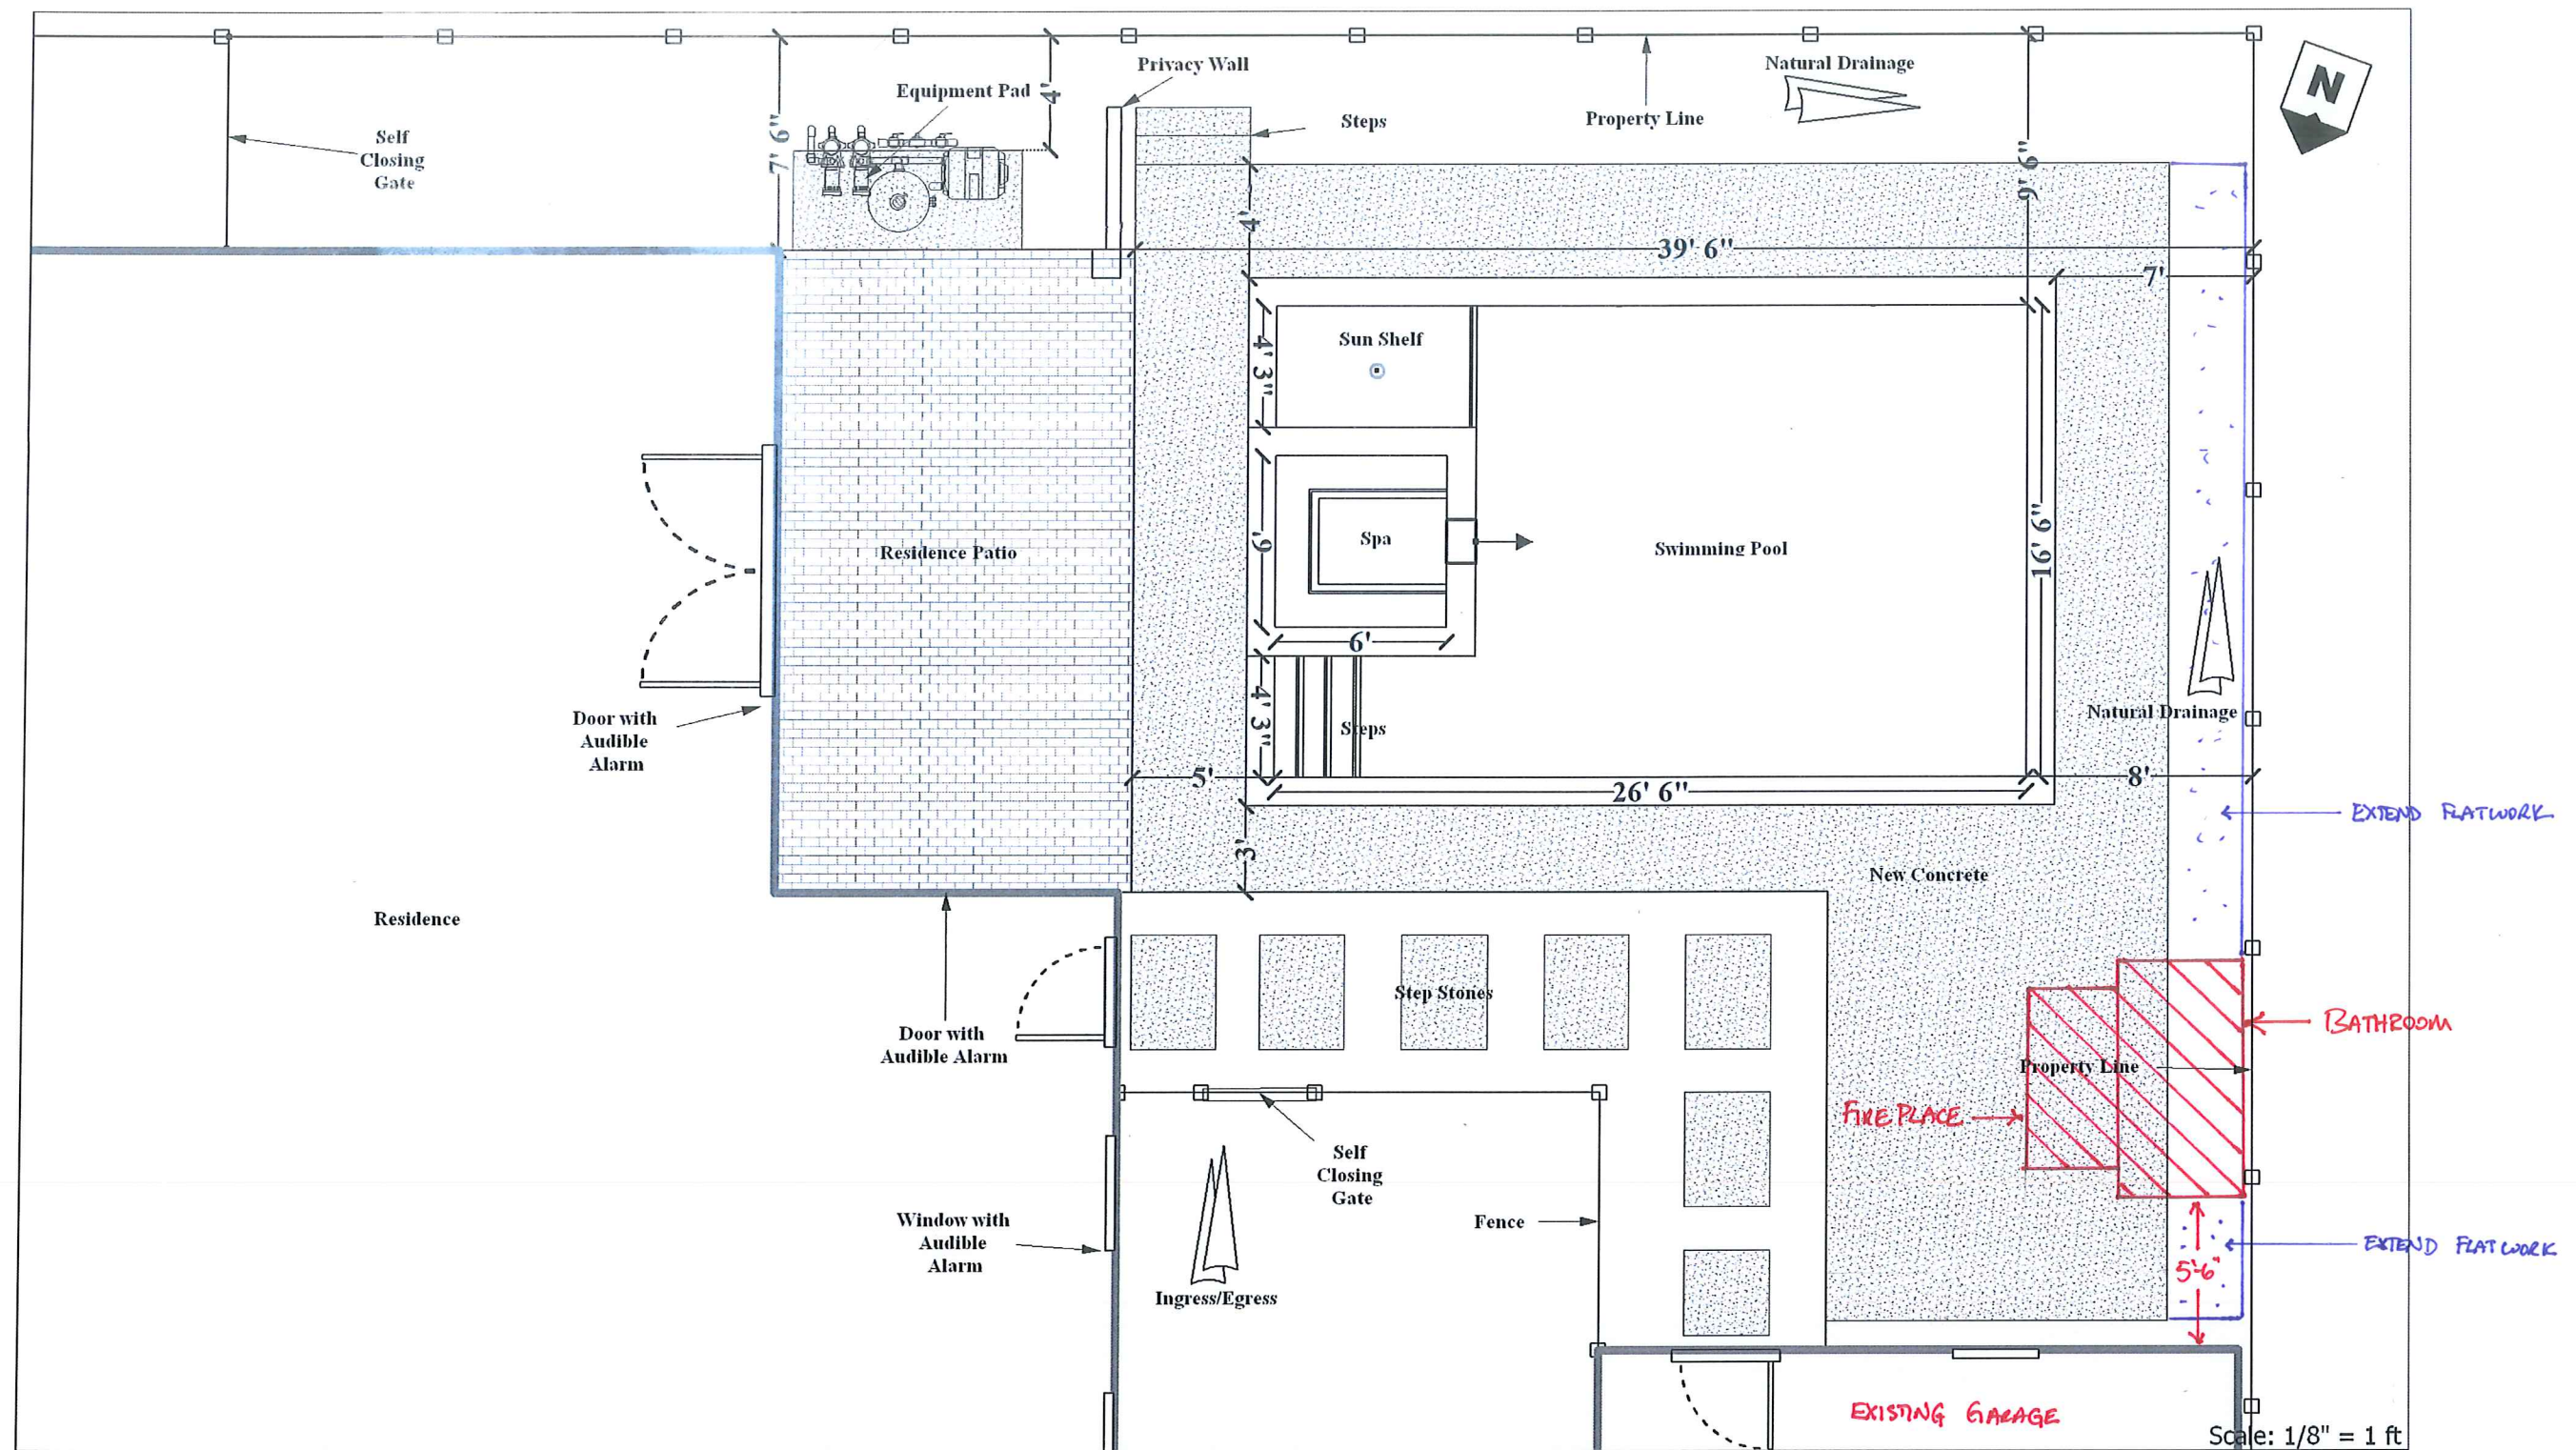 Privacy Wall
Natural Drainage
N
Equipment Pad
4'
Steps
Property Line
Self
Closing
Gate
7' 6"
9' 6"
4'
39' 6"
7'
Sun Shelf
4' 3"
Residence Patio
9'
Spa
Swimming Pool
16' 6"
6'
Door with
Audible
Alarm
4' 3"
Steps
Natural Drainage
5'
26' 6"
8'
EXTEND FLATWORK
3'
New Concrete
Residence
Step Stones
Door with
Audible Alarm
BATHROOM
Property Line
FIRE PLACE
Self
Closing
Gate
Window with
Audible
Alarm
Fence
EXTEND FLATWORK
5'-6"
Ingress/Egress
EXISTING GARAGE
Scale: 1/8" = 1 ft